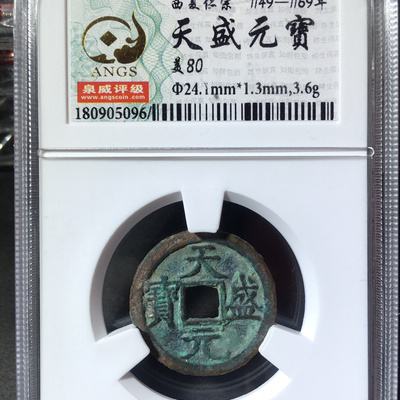 西夏仁宗 1149—1169年
天盛元寶
美80
Φ24.1mm*1.3mm,3.6g
ANGS
泉威评级
www.angscoin.com
180905096/
天
盛
元
寶